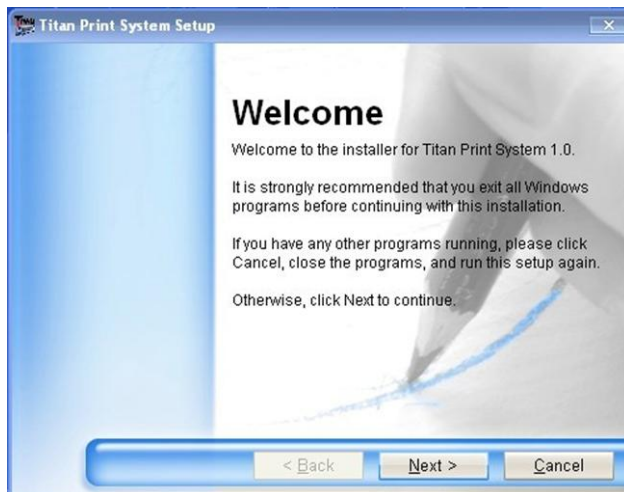 Titan Print System Setup
Welcome
Welcome to the installer for Titan Print System 1.0.
It is strongly recommended that you exit all Windows
programs before continuing with this installation.
If you have any other programs running, please click
Cancel, close the programs, and run this setup again.
Otherwise, click Next to continue.
< Back
Next >
Cancel